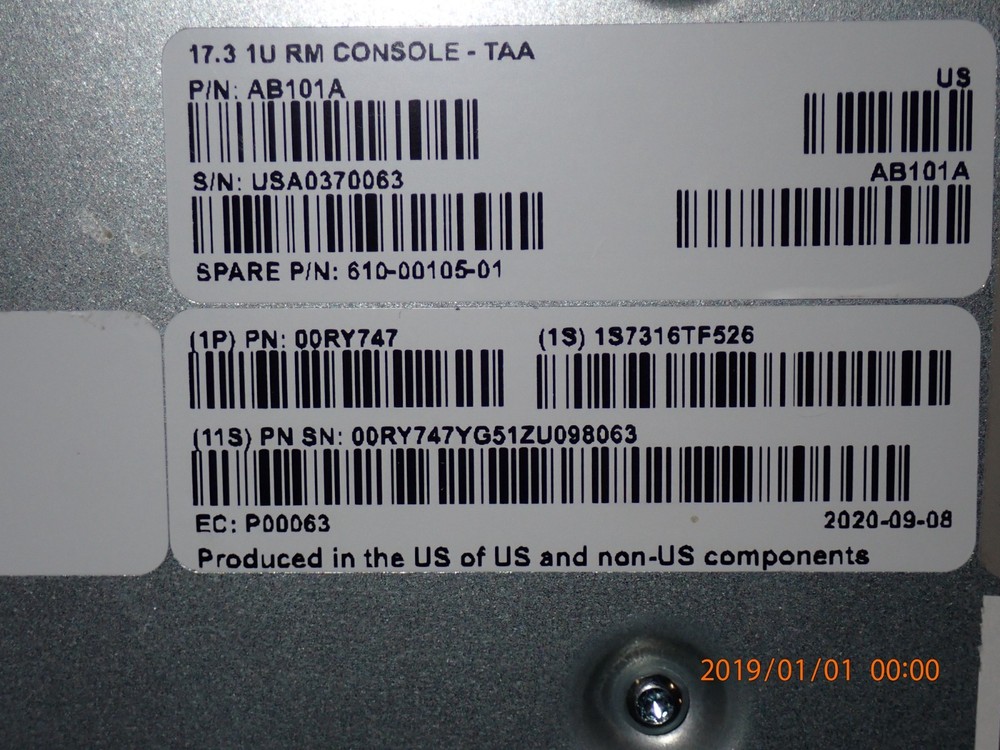 17.3 1U RM CONSOLE - TAA
P/N: AB101A
US
S/N: USA0370063
AB101A
SPARE P/N: 610-00105-01
(1P) PN: 00RY747
(1S) 1S7316TF526
(11S) PN SN: 00RY747YG51ZU098063
EC: P00063
2020-09-08
Produced in the US of US and non-US components
2019/01/01 00:00